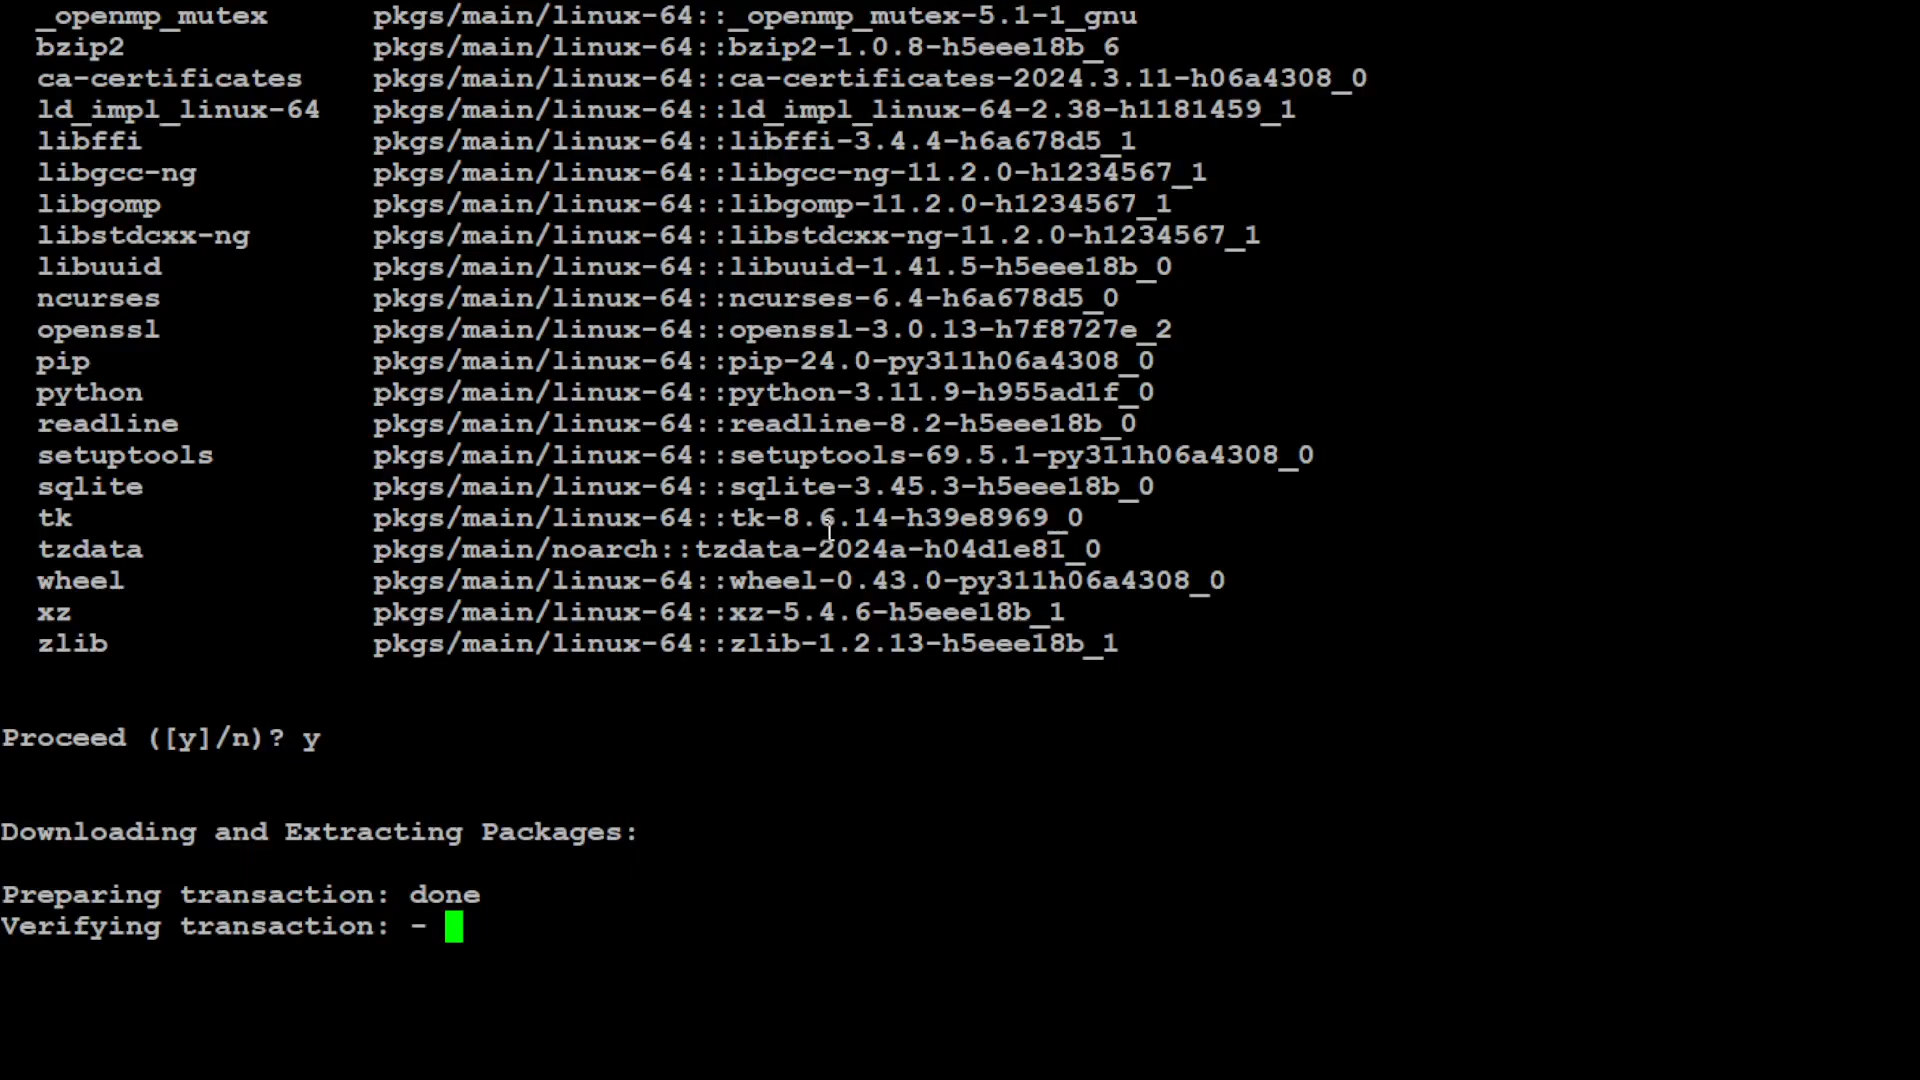 _openmp_mutex      pkgs/main/linux-64::_openmp_mutex-5.1-1_gnu
bzip2              pkgs/main/linux-64::bzip2-1.0.8-h5eee18b_6
ca-certificates    pkgs/main/linux-64::ca-certificates-2024.3.11-h06a4308_0
ld_impl_linux-64   pkgs/main/linux-64::ld_impl_linux-64-2.38-h1181459_1
libffi             pkgs/main/linux-64::libffi-3.4.4-h6a678d5_1
libgcc-ng          pkgs/main/linux-64::libgcc-ng-11.2.0-h1234567_1
libgomp            pkgs/main/linux-64::libgomp-11.2.0-h1234567_1
libstdcxx-ng       pkgs/main/linux-64::libstdcxx-ng-11.2.0-h1234567_1
libuuid            pkgs/main/linux-64::libuuid-1.41.5-h5eee18b_0
ncurses            pkgs/main/linux-64::ncurses-6.4-h6a678d5_0
openssl            pkgs/main/linux-64::openssl-3.0.13-h7f8727e_2
pip                pkgs/main/linux-64::pip-24.0-py311h06a4308_0
python             pkgs/main/linux-64::python-3.11.9-h955ad1f_0
readline           pkgs/main/linux-64::readline-8.2-h5eee18b_0
setuptools         pkgs/main/linux-64::setuptools-69.5.1-py311h06a4308_0
sqlite             pkgs/main/linux-64::sqlite-3.45.3-h5eee18b_0
tk                 pkgs/main/linux-64::tk-8.6.14-h39e8969_0
tzdata             pkgs/main/noarch::tzdata-2024a-h04d1e81_0
wheel              pkgs/main/linux-64::wheel-0.43.0-py311h06a4308_0
xz                 pkgs/main/linux-64::xz-5.4.6-h5eee18b_1
zlib               pkgs/main/linux-64::zlib-1.2.13-h5eee18b_1
Proceed ([y]/n)? y
Downloading and Extracting Packages:
Preparing transaction: done
Verifying transaction: -